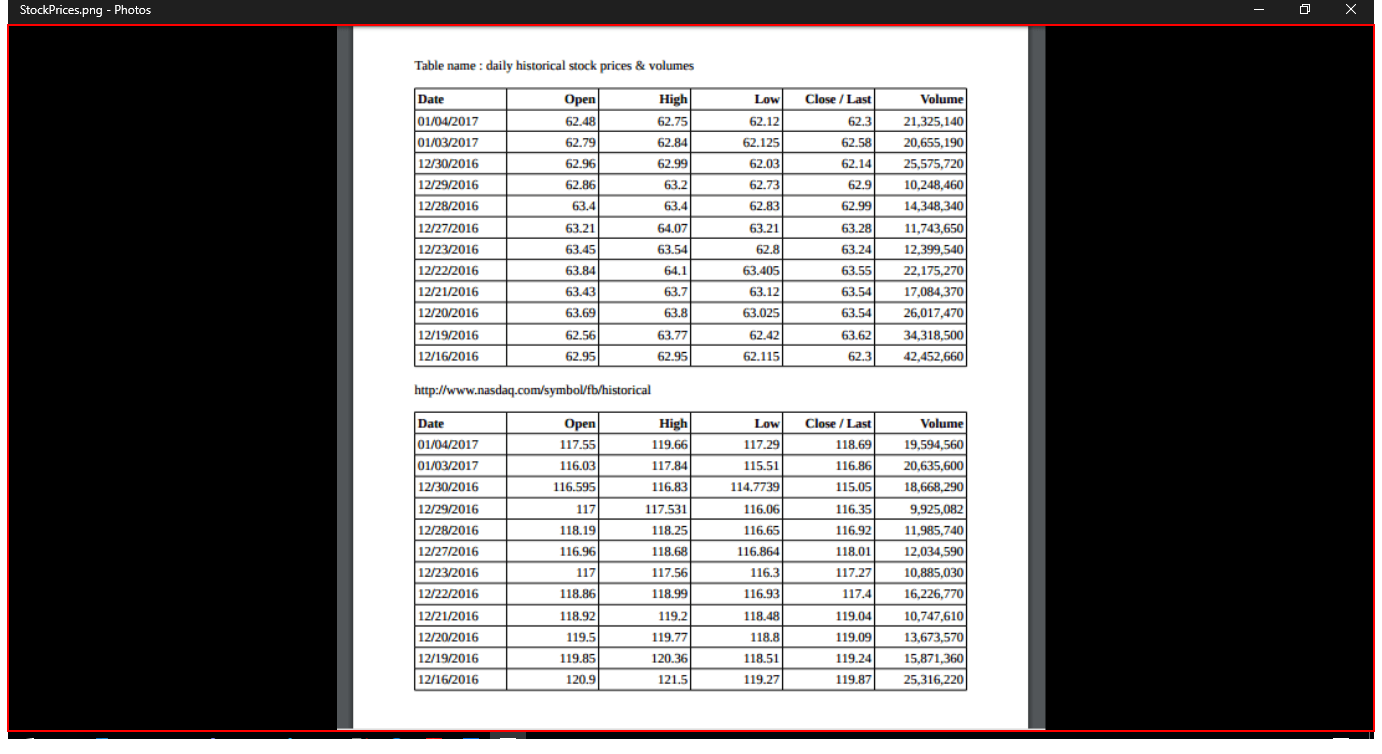 StockPrices.png - Photos
Table name : daily historical stock prices & volumes
Date Open High Low Close / Last Volume
01/04/2017 62.48 62.75 62.12 62.3 21,325,140
01/03/2017 62.79 62.84 62.125 62.58 20,655,190
12/30/2016 62.96 62.99 62.03 62.14 25,575,720
12/29/2016 62.86 63.2 62.73 62.9 10,248,460
12/28/2016 63.4 63.4 62.83 62.99 14,348,340
12/27/2016 63.21 64.07 63.21 63.28 11,743,650
12/23/2016 63.45 63.54 62.8 63.24 12,399,540
12/22/2016 63.84 64.1 63.405 63.55 22,175,270
12/21/2016 63.43 63.7 63.12 63.54 17,084,370
12/20/2016 63.69 63.8 63.025 63.54 26,017,470
12/19/2016 62.56 63.77 62.42 63.62 34,318,500
12/16/2016 62.95 62.95 62.115 62.3 42,452,660
http://www.nasdaq.com/symbol/fb/historical
Date Open High Low Close / Last Volume
01/04/2017 117.55 119.66 117.29 118.69 19,594,560
01/03/2017 116.03 117.84 115.51 116.86 20,635,600
12/30/2016 116.595 116.83 114.7739 115.05 18,668,290
12/29/2016 117 117.531 116.06 116.35 9,925,082
12/28/2016 118.19 118.25 116.65 116.92 11,985,740
12/27/2016 116.96 118.68 116.864 118.01 12,034,590
12/23/2016 117 117.56 116.3 117.27 10,885,030
12/22/2016 118.86 118.99 116.93 117.4 16,226,770
12/21/2016 118.92 119.2 118.48 119.04 10,747,610
12/20/2016 119.5 119.77 118.8 119.09 13,673,570
12/19/2016 119.85 120.36 118.51 119.24 15,871,360
12/16/2016 120.9 121.5 119.27 119.87 25,316,220